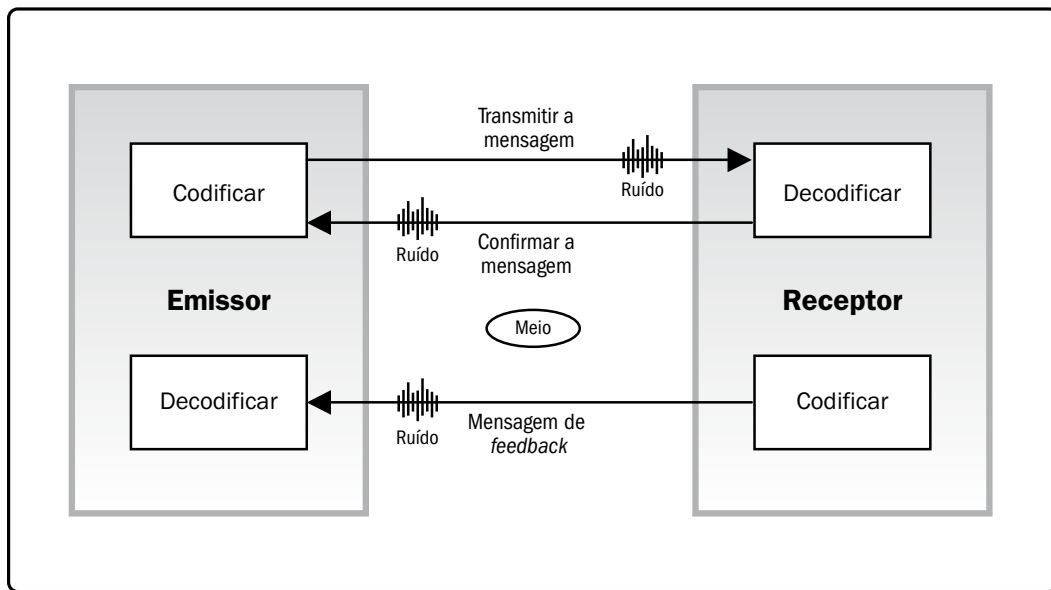 Transmitir a
mensagem
Codificar
Ruído
Decodificar
Ruído
Confirmar a
mensagem
Emissor
Meio
Receptor
Decodificar
Ruído
Mensagem de
feedback
Codificar